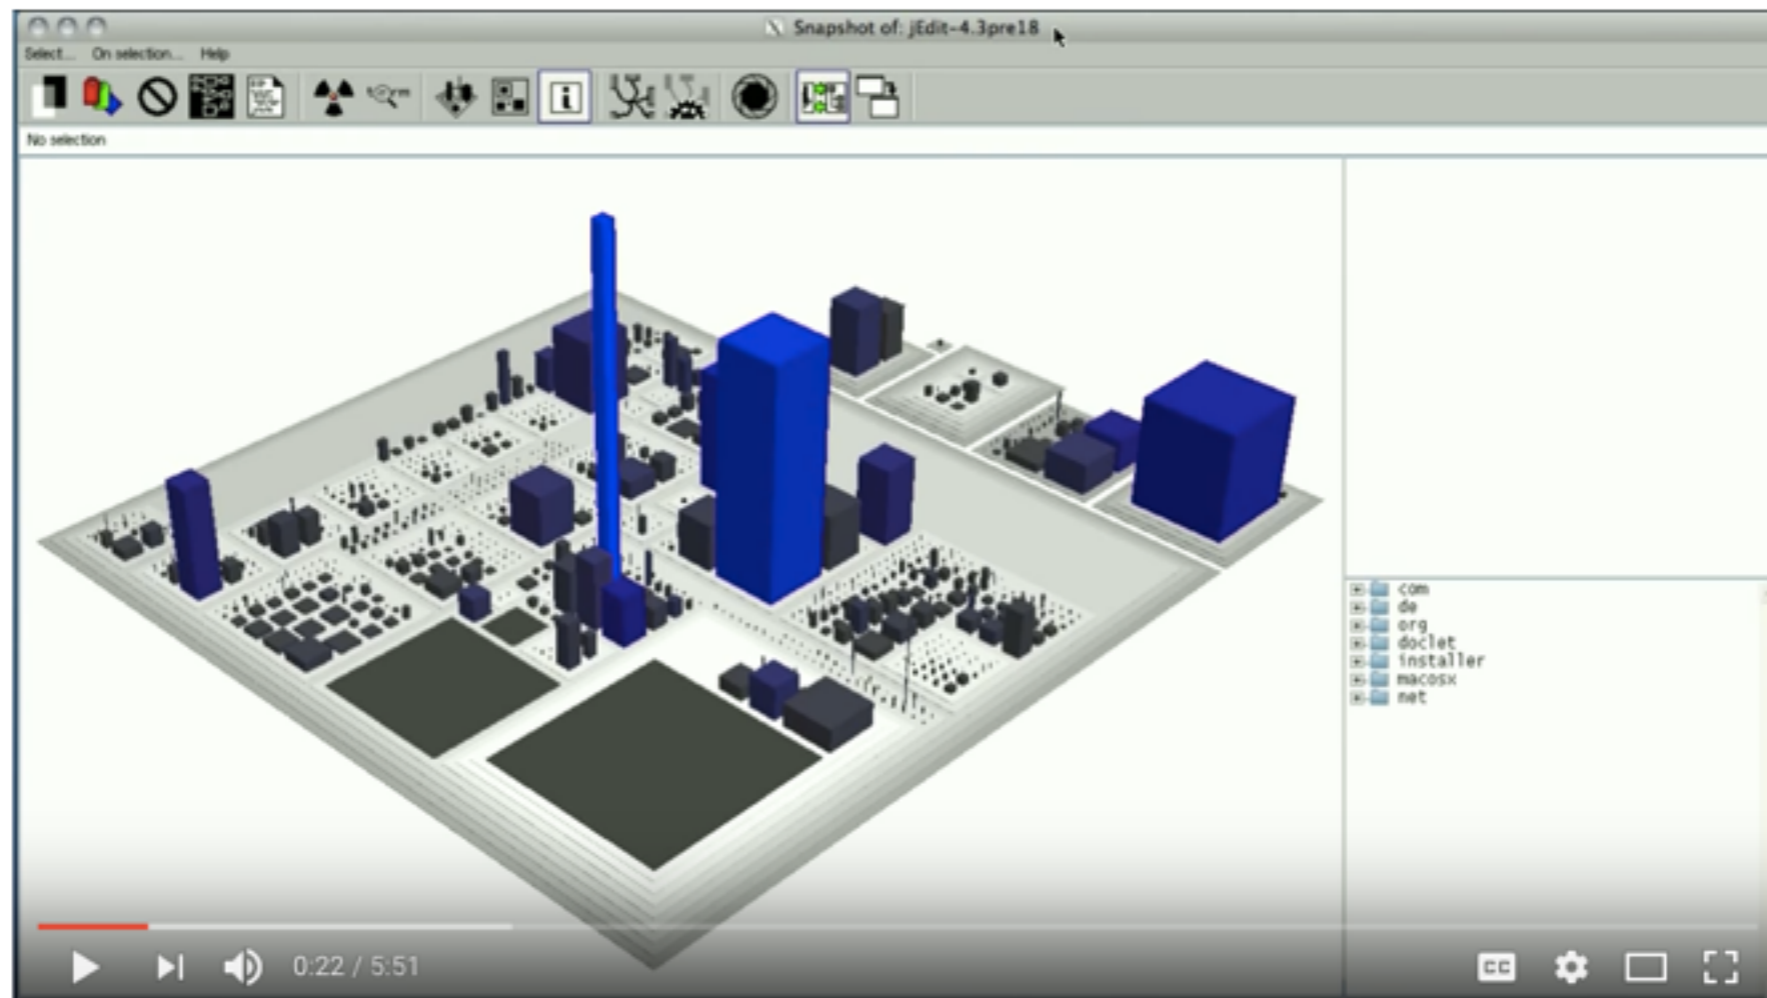 Snapshot of: jEdit-4.3pre18
Select... On selection... Help
i
No selection
com
de
org
doclet
installer
macosx
net
0:22 / 5:51
CC